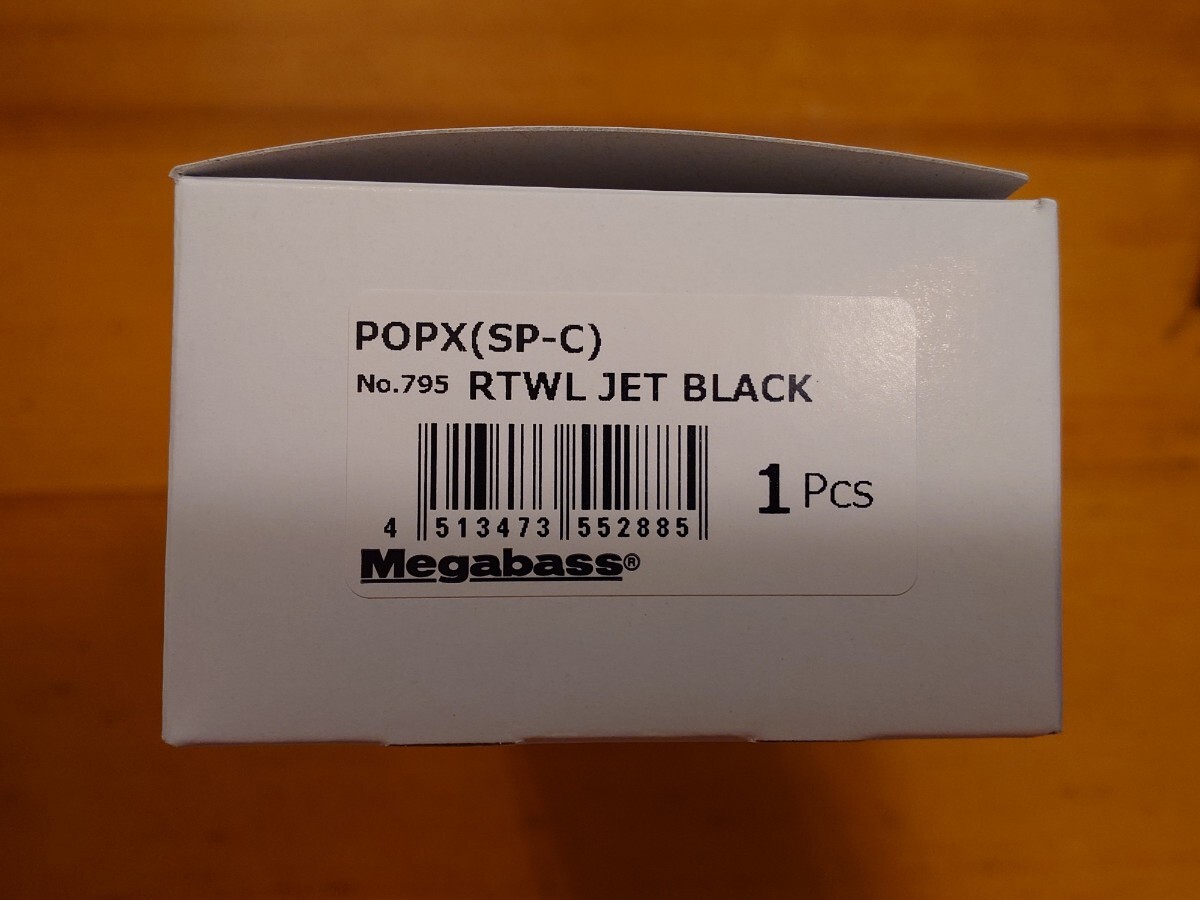 POPX(SP-C)
No.795 RTWL JET BLACK
1 Pcs
4 513473 552885
Megabass®